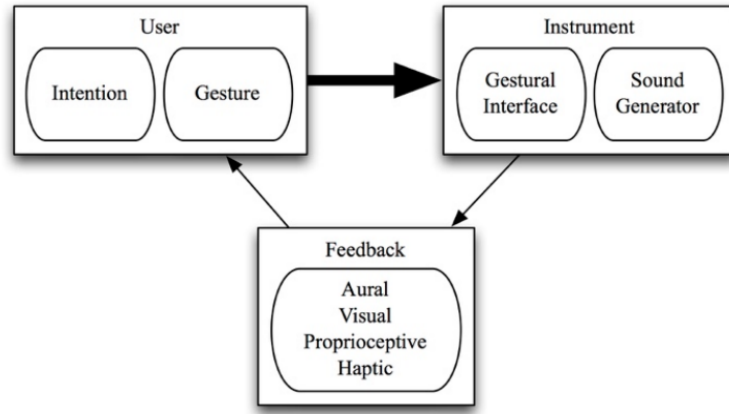 User
Intention
Gesture
Instrument
Gestural
Interface
Sound
Generator
Feedback
Aural
Visual
Proprioceptive
Haptic